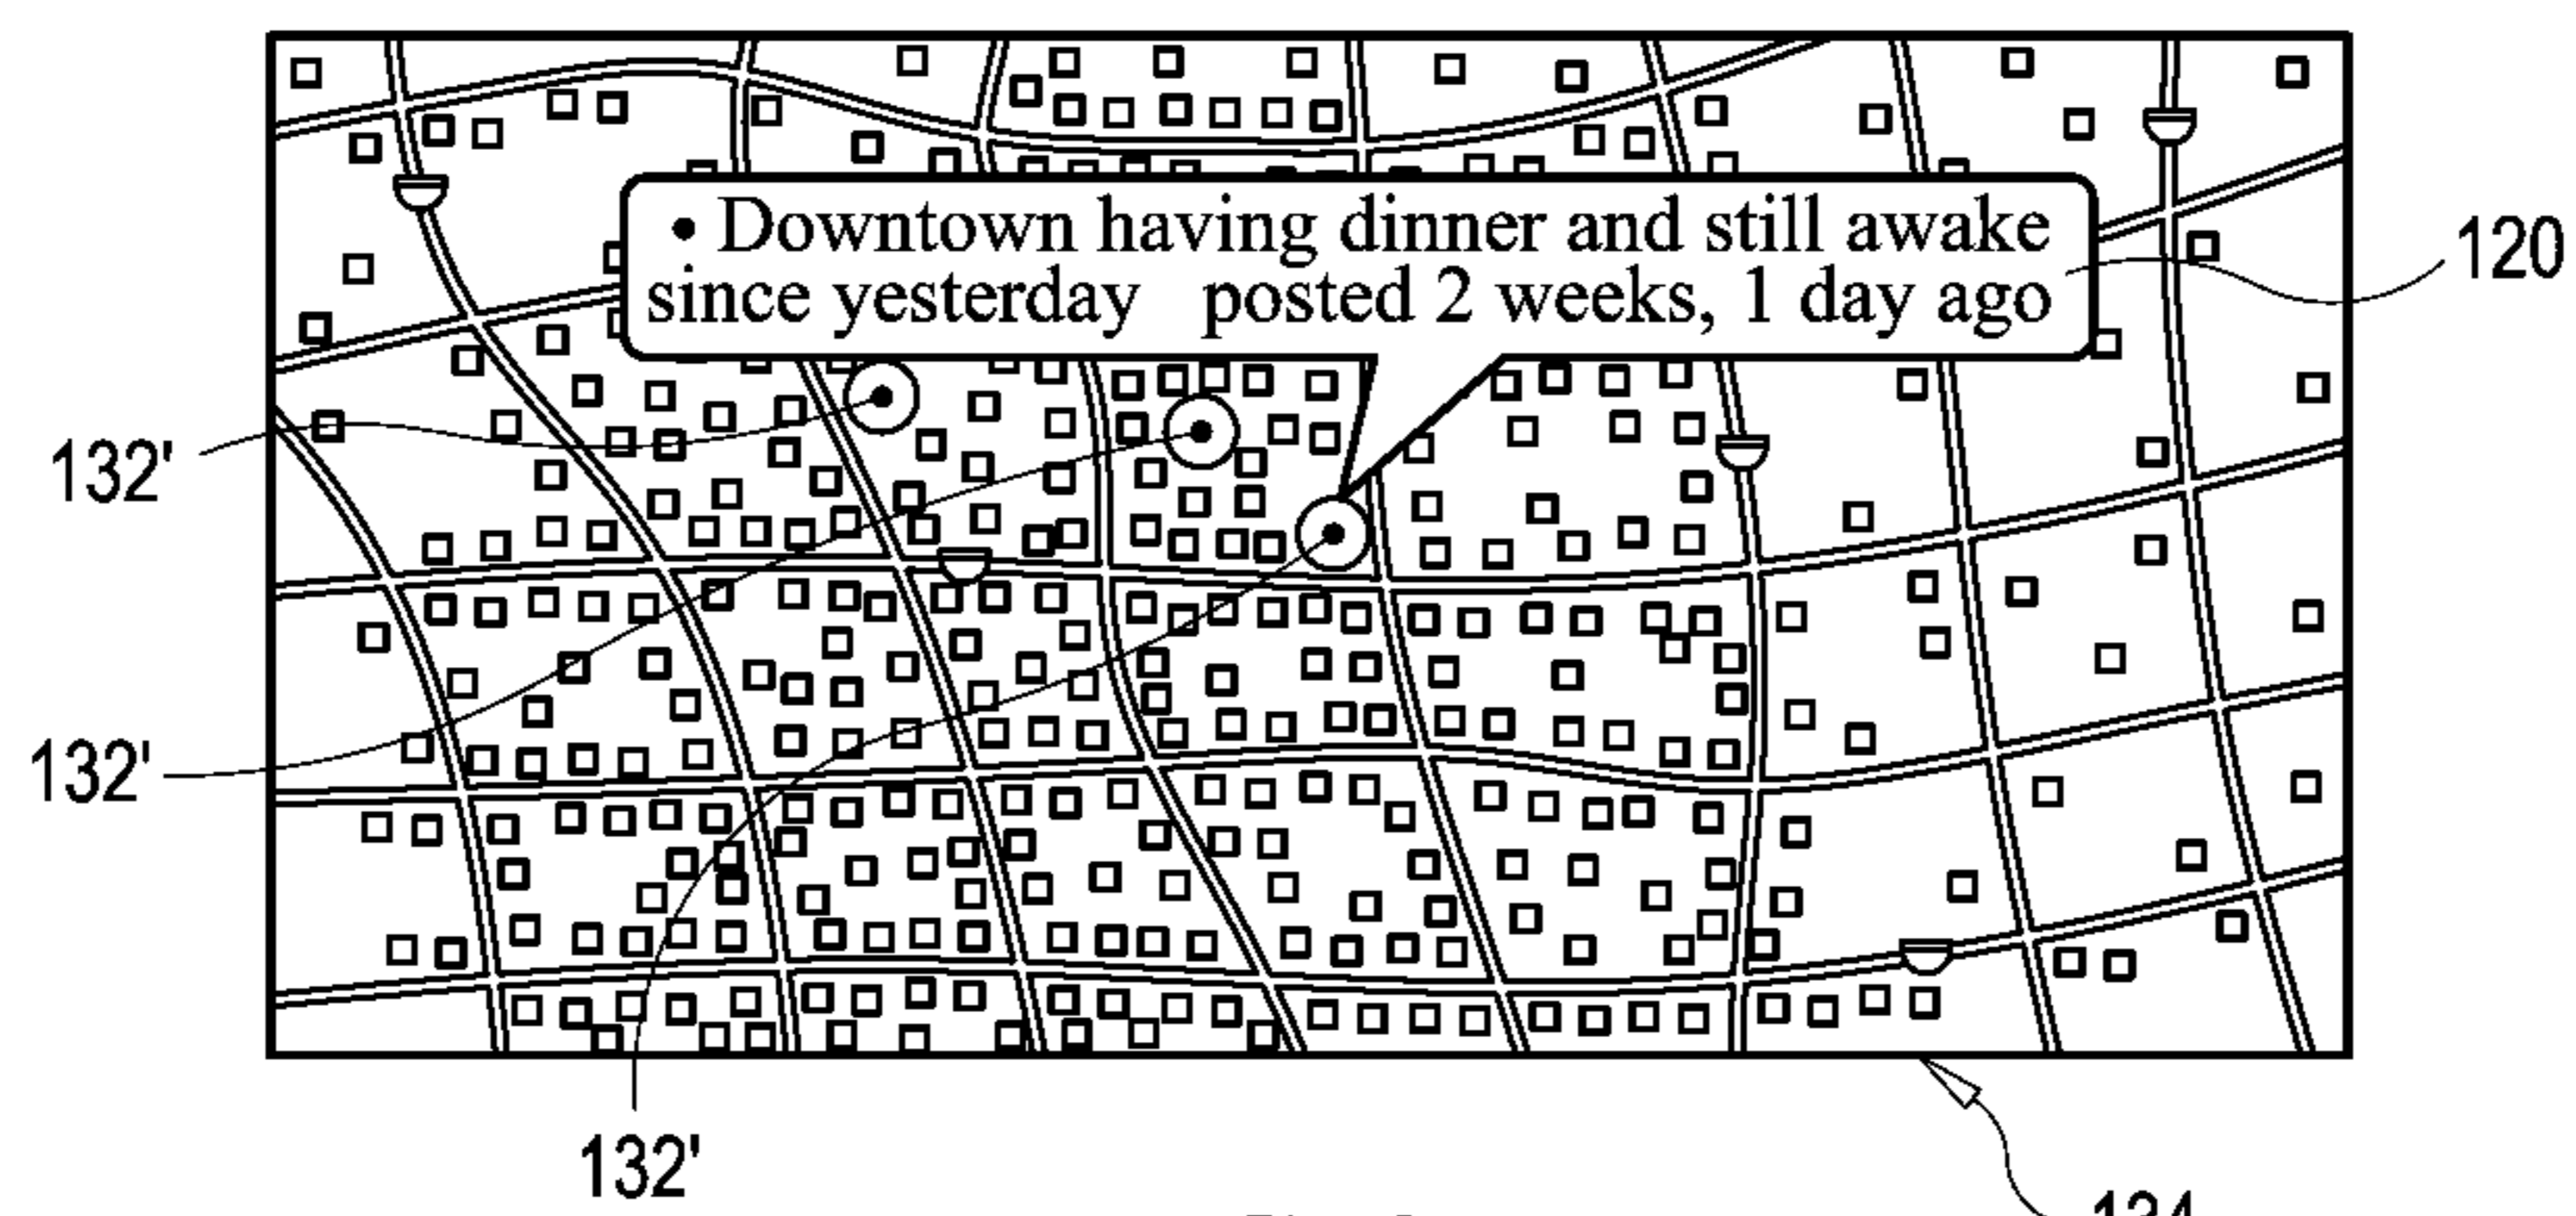 • Downtown having dinner and still awake
since yesterday posted 2 weeks, 1 day ago
120
132'
132'
132'